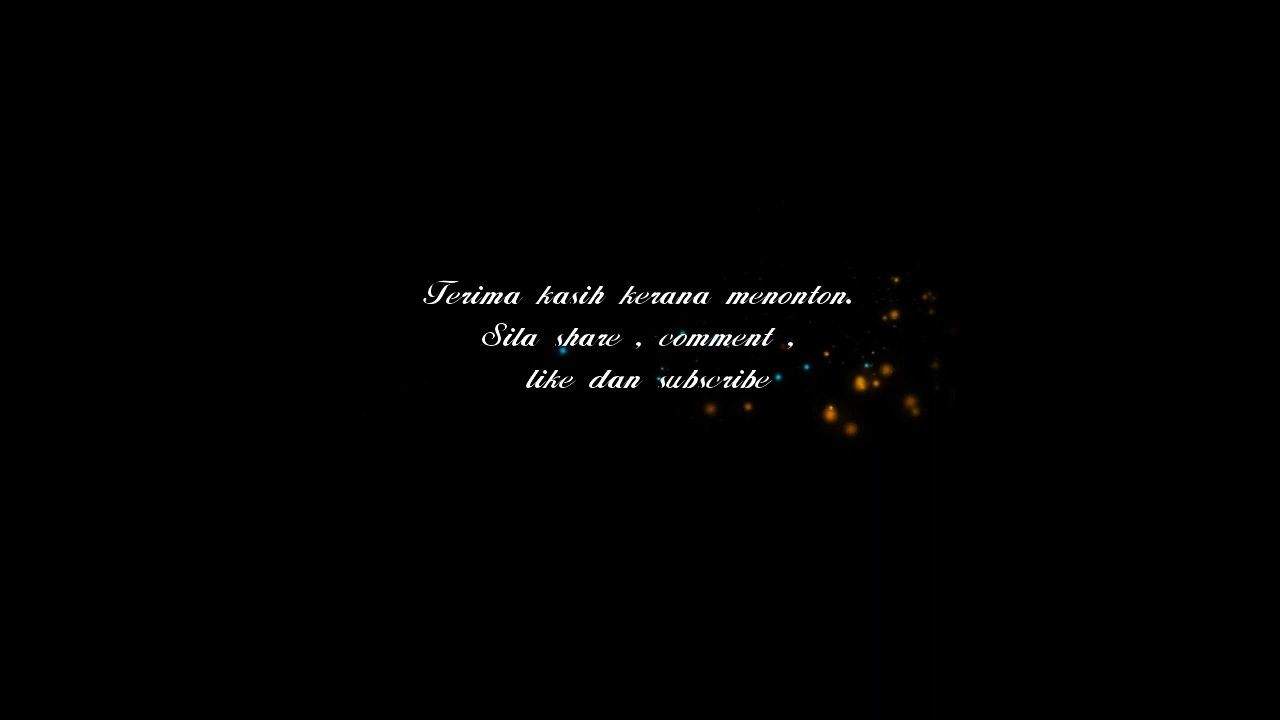 Terima kasih kerana menonton.
Sila share , comment ,
like dan subscribe